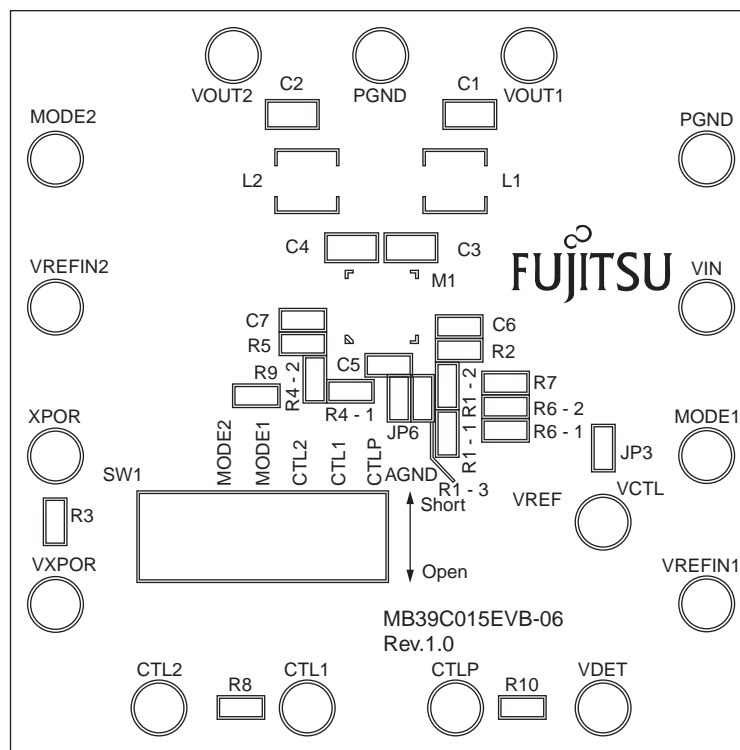 VOUT2
PGND
VOUT1
C2
C1
MODE2
PGND
L2
L1
C4
C3
M1
FUJITSU
VREFIN2
VIN
C7
C6
R5
R2
C5
R9
R4 - 2
R4 - 1
R1 - 2
R7
R6 - 2
R6 - 1
JP6
R1 - 1
R1 - 3
XPOR
MODE1
JP3
SW1
MODE2
MODE1
CTL2
CTL1
CTLP
AGND
Short
Open
R3
VREF
VCTL
VXPOR
VREFIN1
MB39C015EVB-06
Rev.1.0
CTL2
R8
CTL1
CTLP
R10
VDET